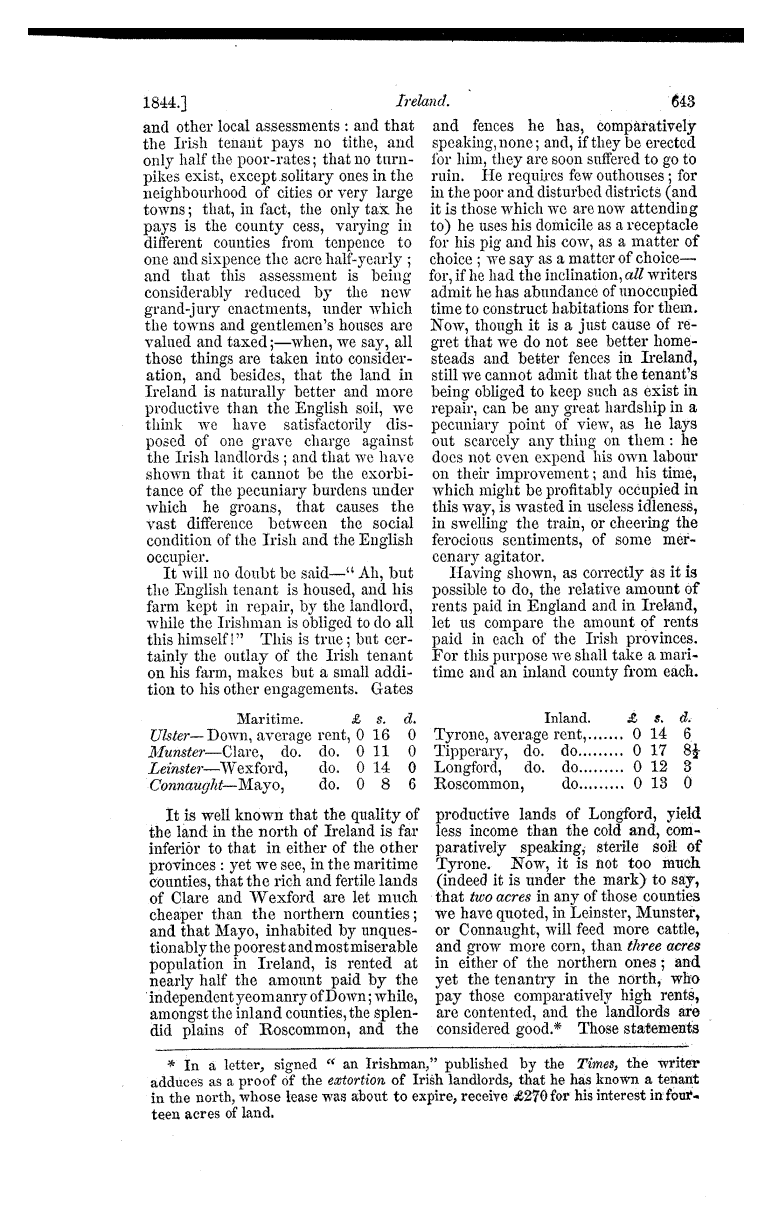 1844.] Ireland. 643
and other local assessments : and that
the Irish tenant pays no tithe, and
only half the poor-rates; that no turn-
pikes exist, except solitary ones in the
neighbourhood of cities or very large
towns; that, in fact, the only tax he
pays is the county cess, varying in
different counties from tenpence to
one and sixpence the acre half-yearly ;
and that this assessment is being
considerably reduced by the new
grand-jury enactments, under which
the towns and gentlemen's houses are
valued and taxed;—when, we say, all
those things are taken into consider-
ation, and besides, that the land in
Ireland is naturally better and more
productive than the English soil, we
think we have satisfactorily dis-
posed of one grave charge against
the Irish landlords ; and that we have
shown that it cannot be the exorbi-
tance of the pecuniary burdens under
which he groans, that causes the
vast difference between the social
condition of the Irish and the English
occupier.
It will no doubt be said—“ Ah, but
the English tenant is housed, and his
farm kept in repair, by the landlord,
while the Irishman is obliged to do all
this himself!” This is true ; but cer-
tainly the outlay of the Irish tenant
on his farm, makes but a small addi-
tion to his other engagements. Gates
and fences he has, comparatively
speaking, none; and, if they be erected
for him, they are soon suffered to go to
ruin. He requires few outhouses ; for
in the poor and disturbed districts (and
it is those which we are now attending
to) he uses his domicile as a receptacle
for his pig and his cow, as a matter of
choice ; we say as a matter of choice—
for, if he had the inclination, all writers
admit he has abundance of unoccupied
time to construct habitations for them.
Now, though it is a just cause of re-
gret that we do not see better home-
steads and better fences in Ireland,
still we cannot admit that the tenant's
being obliged to keep such as exist in
repair, can be any great hardship in a
pecuniary point of view, as he lays
out scarcely any thing on them : he
does not even expend his own labour
on their improvement ; and his time,
which might be profitably occupied in
this way, is wasted in useless idleness,
in swelling the train, or cheering the
ferocious sentiments, of some mer-
cenary agitator.
Having shown, as correctly as it is
possible to do, the relative amount of
rents paid in England and in Ireland,
let us compare the amount of rents
paid in each of the Irish provinces.
For this purpose we shall take a mari-
time and an inland county from each.
Maritime. £ s. d.
Ulster—Down, average rent, 0 16 0
Munster—Clare, do. do. 0 11 0
Leinster—Wexford, do. 0 14 0
Connaught—Mayo, do. 0 8 6
Inland. £ s. d.
Tyrone, average rent,....... 0 14 6
Tipperary, do. do......... 0 17 8½
Longford, do. do......... 0 12 3
Roscommon, do......... 0 13 0
It is well known that the quality of
the land in the north of Ireland is far
inferior to that in either of the other
provinces : yet we see, in the maritime
counties, that the rich and fertile lands
of Clare and Wexford are let much
cheaper than the northern counties ;
and that Mayo, inhabited by unques-
tionably the poorest and most miserable
population in Ireland, is rented at
nearly half the amount paid by the
independent yeomanry of Down; while,
amongst the inland counties, the splen-
did plains of Roscommon, and the
productive lands of Longford, yield
less income than the cold and, com-
paratively speaking, sterile soil of
Tyrone. Now, it is not too much
(indeed it is under the mark) to say,
that two acres in any of those counties
we have quoted, in Leinster, Munster,
or Connaught, will feed more cattle,
and grow more corn, than three acres
in either of the northern ones ; and
yet the tenantry in the north, who
pay those comparatively high rents,
are contented, and the landlords are
considered good.* Those statements
* In a letter, signed “ an Irishman,” published by the Times, the writer
adduces as a proof of the extortion of Irish landlords, that he has known a tenant
in the north, whose lease was about to expire, receive £270 for his interest in four-
teen acres of land.